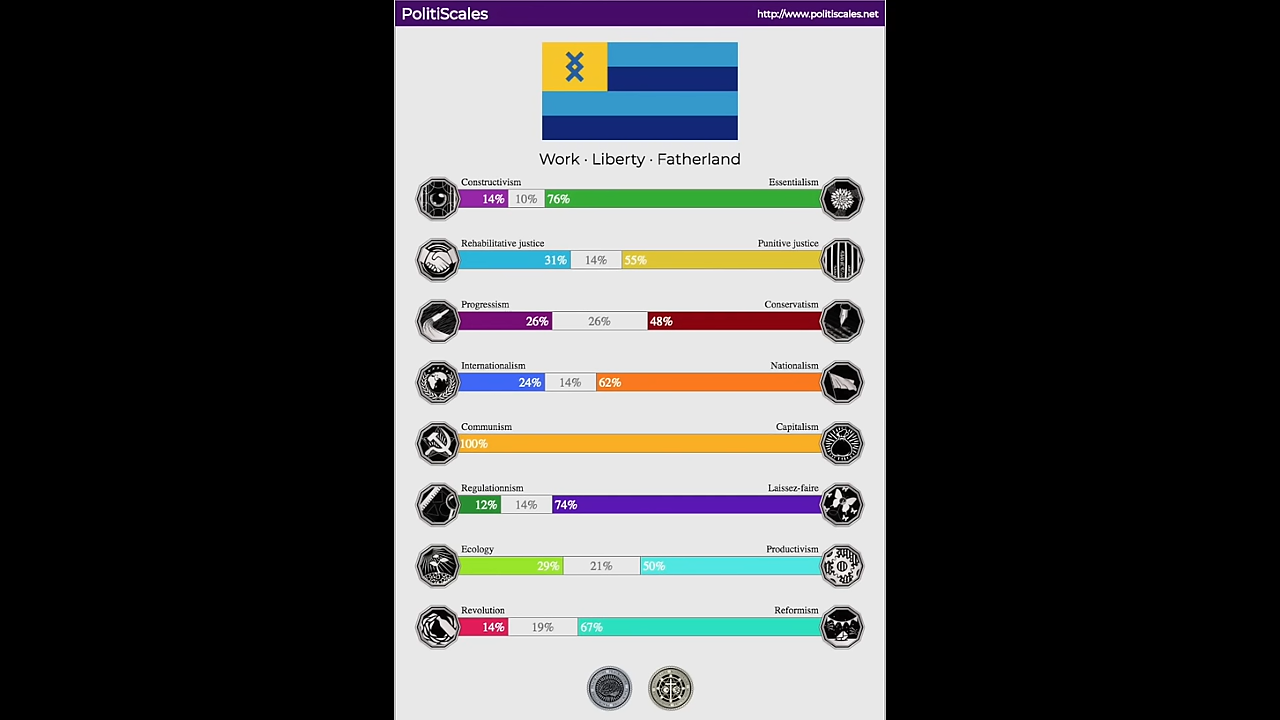 PolitiScales http://www.politiscales.net
Work · Liberty · Fatherland
Constructivism Essentialism
14% 10% 76%
Rehabilitative justice Punitive justice
31% 14% 55%
Progressism Conservatism
26% 26% 48%
Internationalism Nationalism
24% 14% 62%
Communism Capitalism
100%
Regulationnism Laissez-faire
12% 14% 74%
Ecology Productivism
29% 21% 50%
Revolution Reformism
14% 19% 67%